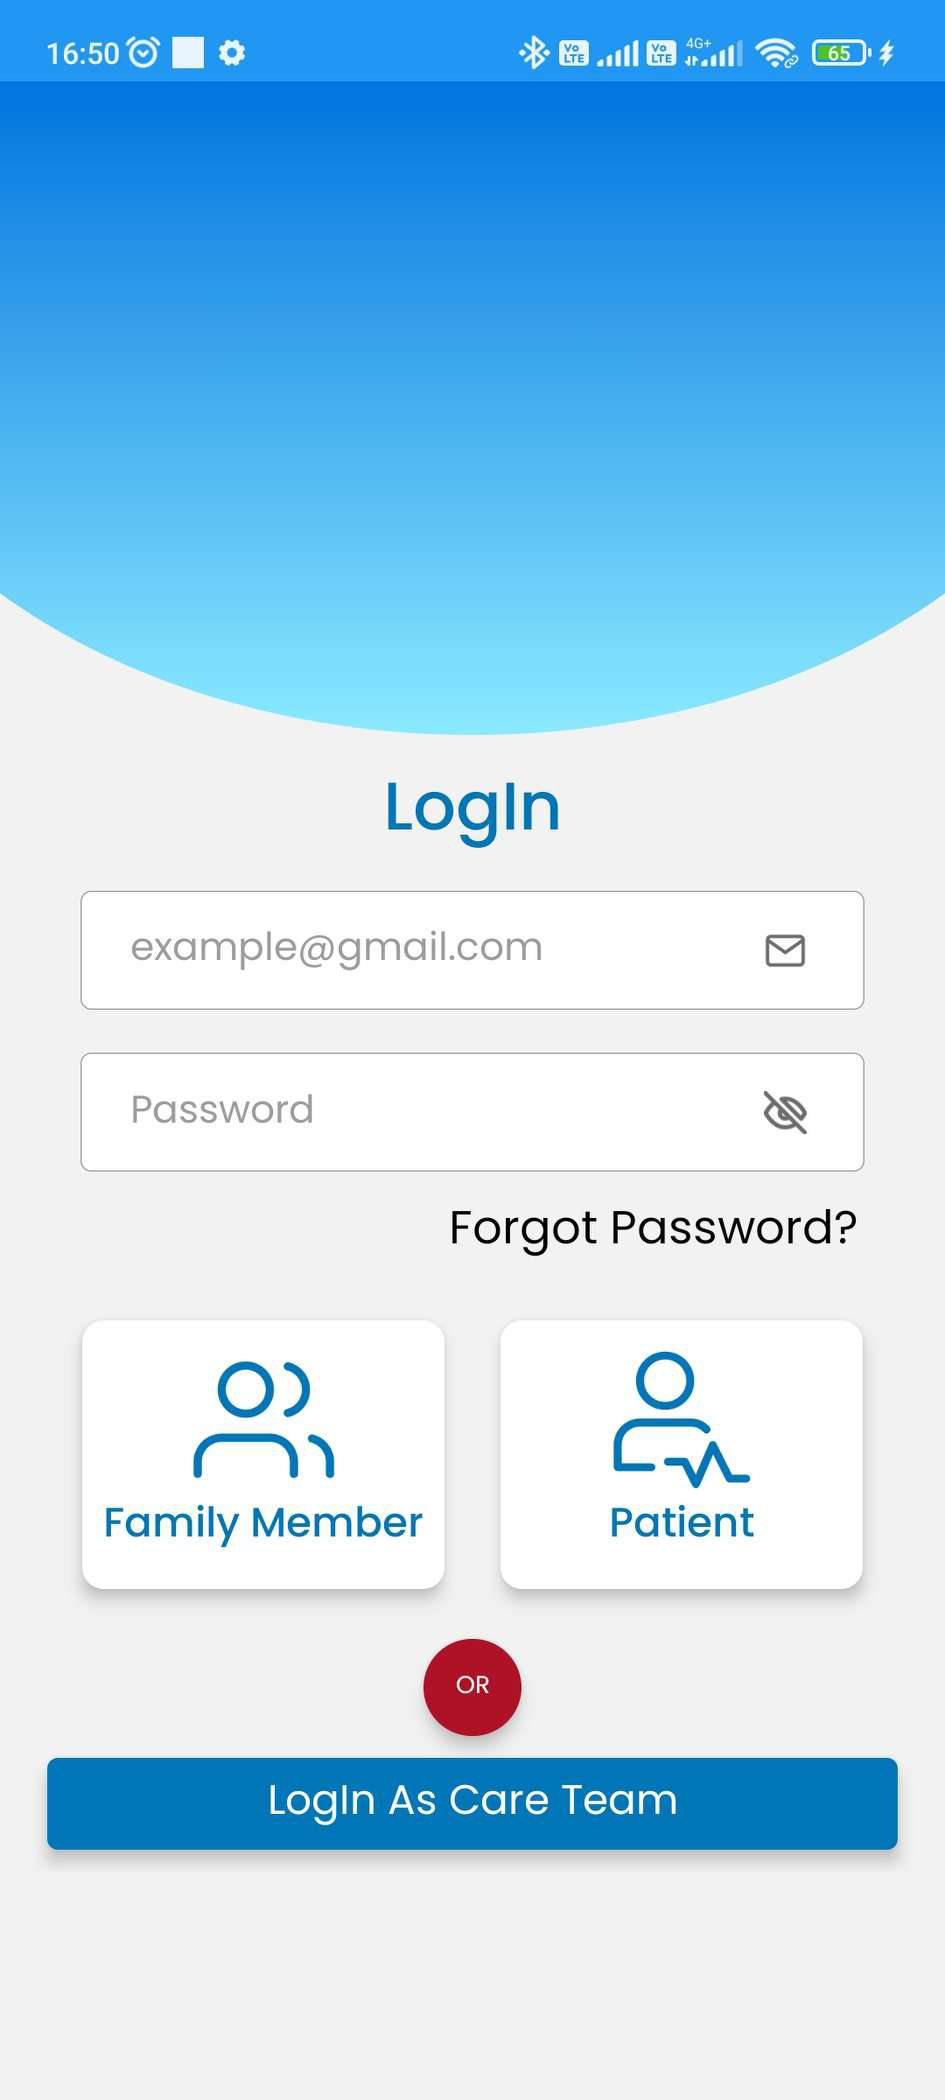 16:50
Vo LTE Vo LTE 4G+ 65
LogIn
example@gmail.com
Password
Forgot Password?
Family Member
Patient
OR
LogIn As Care Team